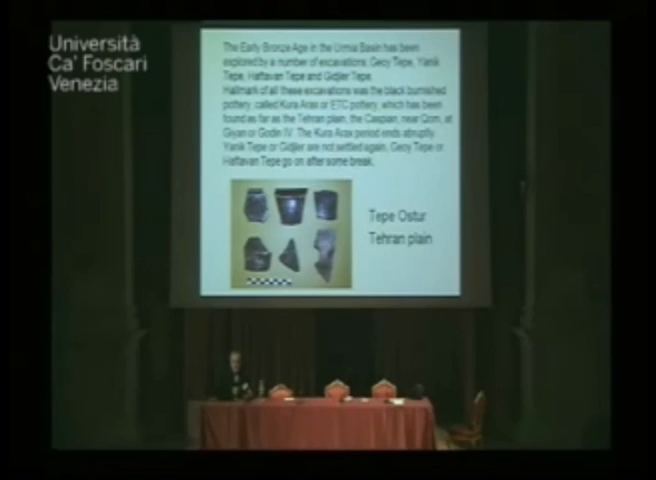 Università
Ca' Foscari
Venezia
The Early Bronze Age in the Urmia Basin has been
explored by a number of excavations, Geoy Tepe, Yanik
Tepe, Haftavan Tepe and Gidjler Tepe.
Hallmark of all these excavations was the black burnished
pottery, called Kura Arax or ETC pottery, which has been
found as far as the Tehran plain, the Caspian, near Qom, at
Giyan or Godin IV. The Kura Arax period ends abruptly.
Yanik Tepe or Gidjler are not settled again, Geoy Tepe or
Haftavan Tepe go on after some break.
Tepe Ostur
Tehran plain